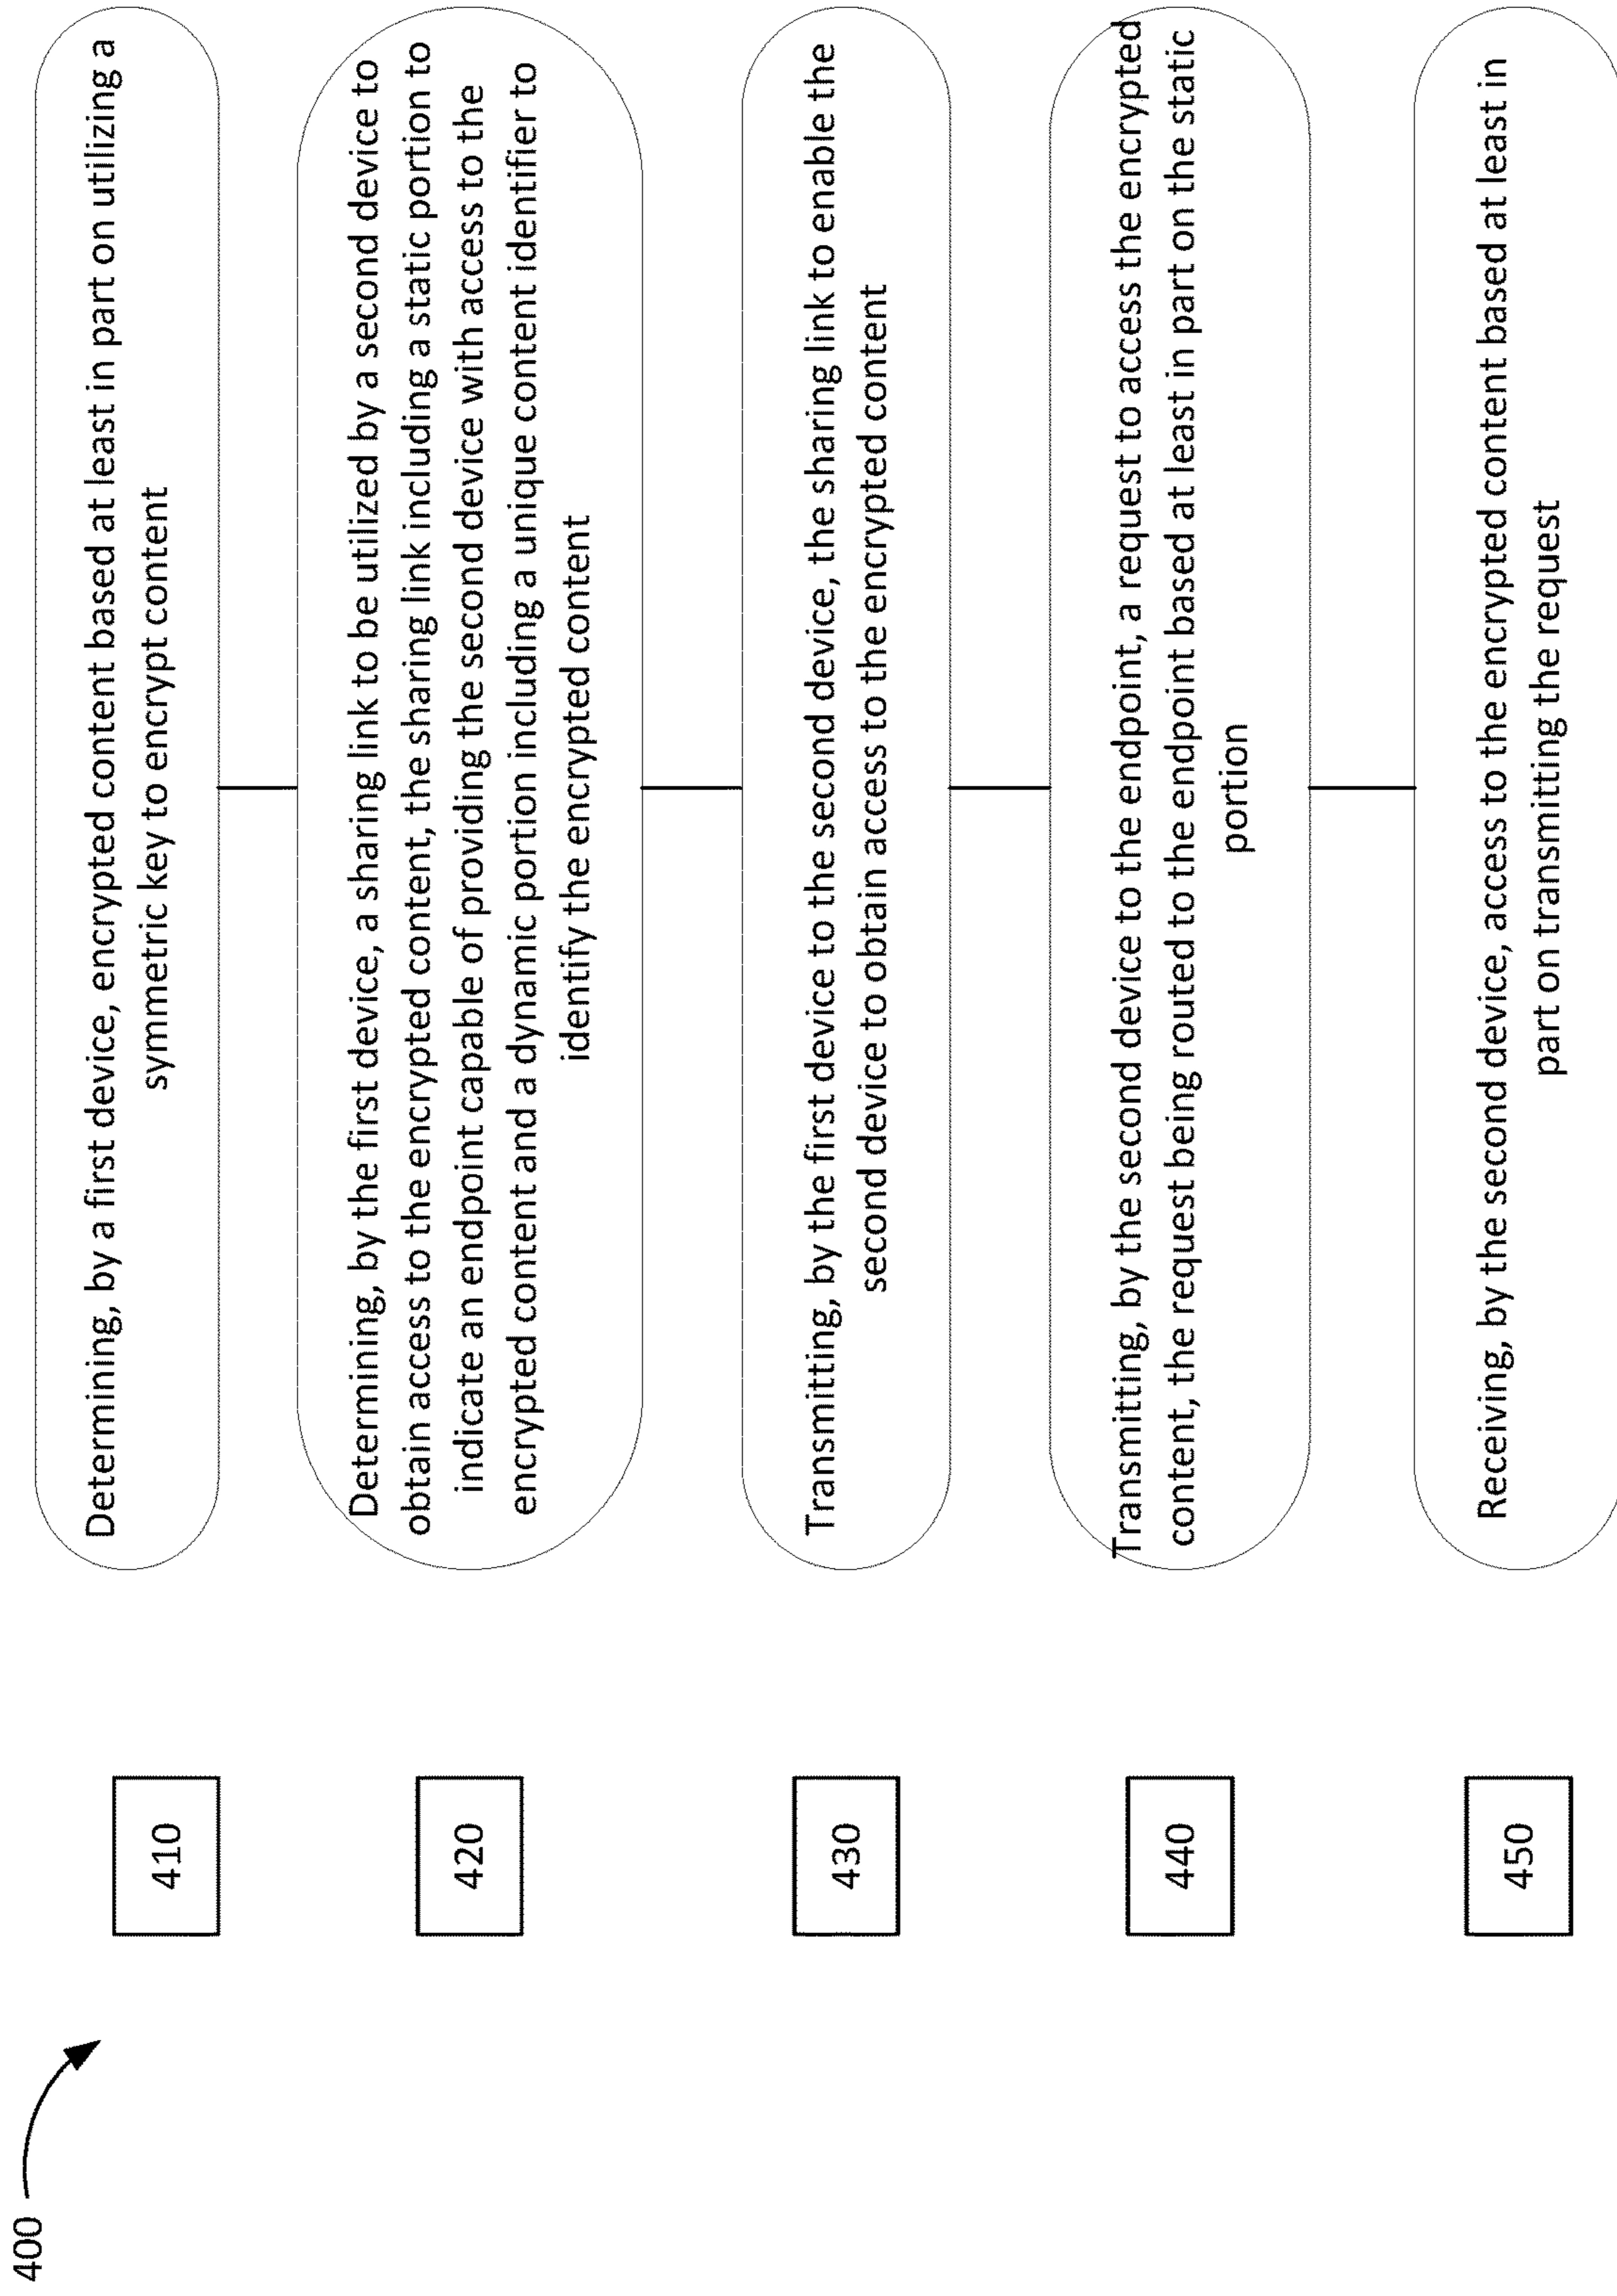 400
410
Determining, by a first device, encrypted content based at least in part on utilizing a
symmetric key to encrypt content
420
Determining, by the first device, a sharing link to be utilized by a second device to
obtain access to the encrypted content, the sharing link including a static portion to
indicate an endpoint capable of providing the second device with access to the
encrypted content and a dynamic portion including a unique content identifier to
identify the encrypted content
430
Transmitting, by the first device to the second device, the sharing link to enable the
second device to obtain access to the encrypted content
440
Transmitting, by the second device to the endpoint, a request to access the encrypted
content, the request being routed to the endpoint based at least in part on the static
portion
450
Receiving, by the second device, access to the encrypted content based at least in
part on transmitting the request